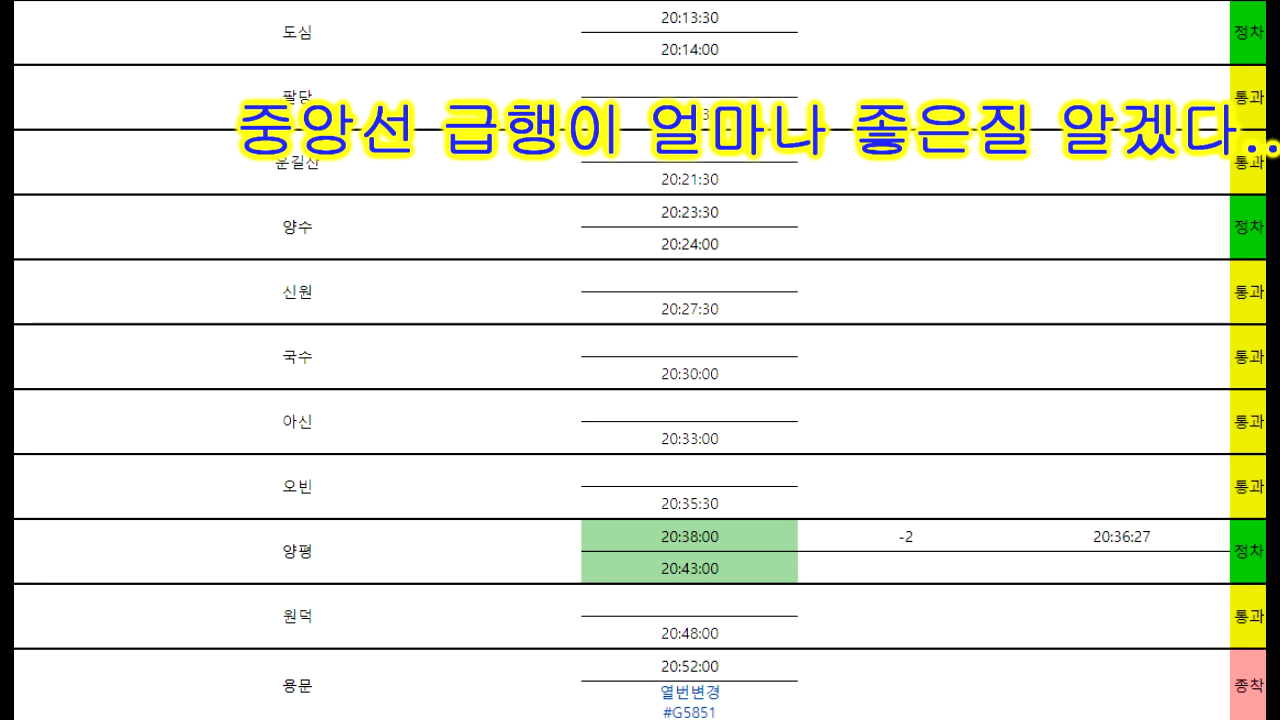 20:13:30
도심 정차
20:14:00
팔당 통과
중앙선 급행이 얼마나 좋은질 알겠다..
운길산 통과
20:21:30
20:23:30
양수 정차
20:24:00
신원 통과
20:27:30
국수 통과
20:30:00
아신 통과
20:33:00
오빈 통과
20:35:30
20:38:00 -2 20:36:27
양평 정차
20:43:00
원덕 통과
20:48:00
20:52:00
용문 종착
열번변경
#G5851